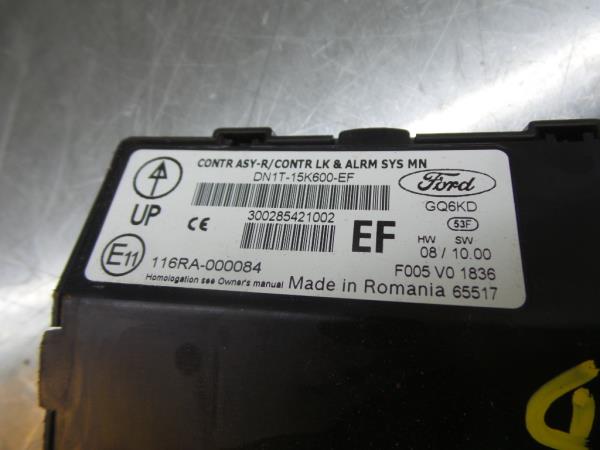 CONTR ASY-R/CONTR LK & ALRM SYS MN
DN1T-15K600-EF
Ford
GQ6KD
UP
CE
300285421002
EF
53F
HW SW
08 / 10.00
E11
116RA-000084
F005 V0 1836
Homologation see Owner's manual
Made in Romania 65517